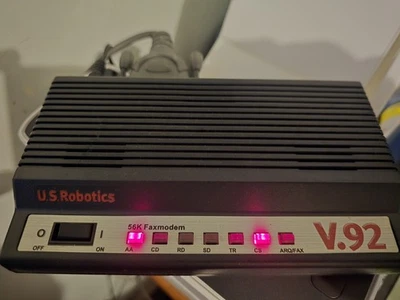 U.S.Robotics
56K Faxmodem
V.92
O I
OFF ON
AA CD RD SD TR CS ARQ/FAX